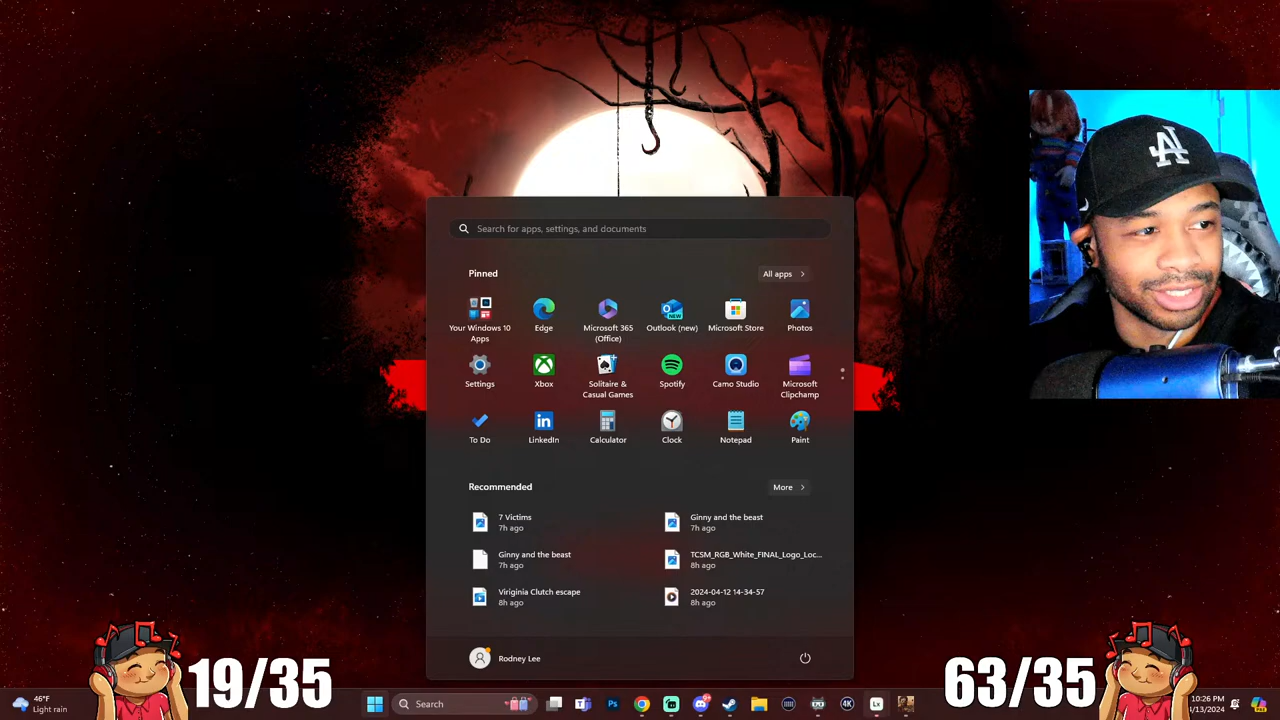 Search for apps, settings, and documents
Pinned
All apps
Your Windows 10 Apps
Edge
Microsoft 365 (Office)
Outlook (new)
Microsoft Store
Photos
Settings
Xbox
Solitaire & Casual Games
Spotify
Camo Studio
Microsoft Clipchamp
To Do
LinkedIn
Calculator
Clock
Notepad
Paint
Recommended
More
7 Victims
7h ago
Ginny and the beast
7h ago
Ginny and the beast
7h ago
TCSM_RGB_White_FINAL_Logo_Loc...
8h ago
Viriginia Clutch escape
8h ago
2024-04-12 14-34-57
8h ago
Rodney Lee
19/35
63/35
46°F
Light rain
Search
10:26 PM
/13/2024